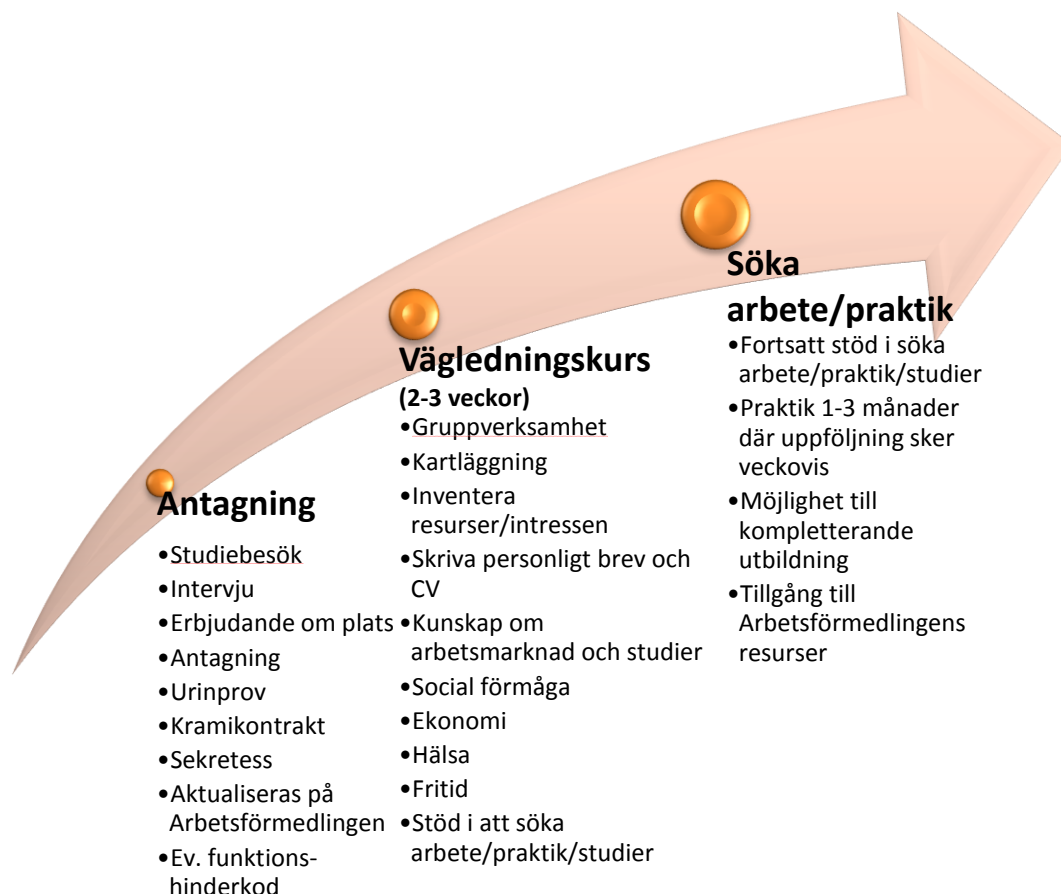 Antagning
•Studiebesök
•Intervju
•Erbjudande om plats
•Antagning
•Urinprov
•Kramikontrakt
•Sekretess
•Aktualiseras på
Arbetsförmedlingen
•Ev. funktions-
hinderkod
Vägledningskurs
(2-3 veckor)
•Gruppverksamhet
•Kartläggning
•Inventera
resurser/intressen
•Skriva personligt brev och
CV
•Kunskap om
arbetsmarknad och studier
•Social förmåga
•Ekonomi
•Hälsa
•Fritid
•Stöd i att söka
arbete/praktik/studier
Söka
arbete/praktik
•Fortsatt stöd i söka
arbete/praktik/studier
•Praktik 1-3 månader
där uppföljning sker
veckovis
•Möjlighet till
kompletterande
utbildning
•Tillgång till
Arbetsförmedlingens
resurser